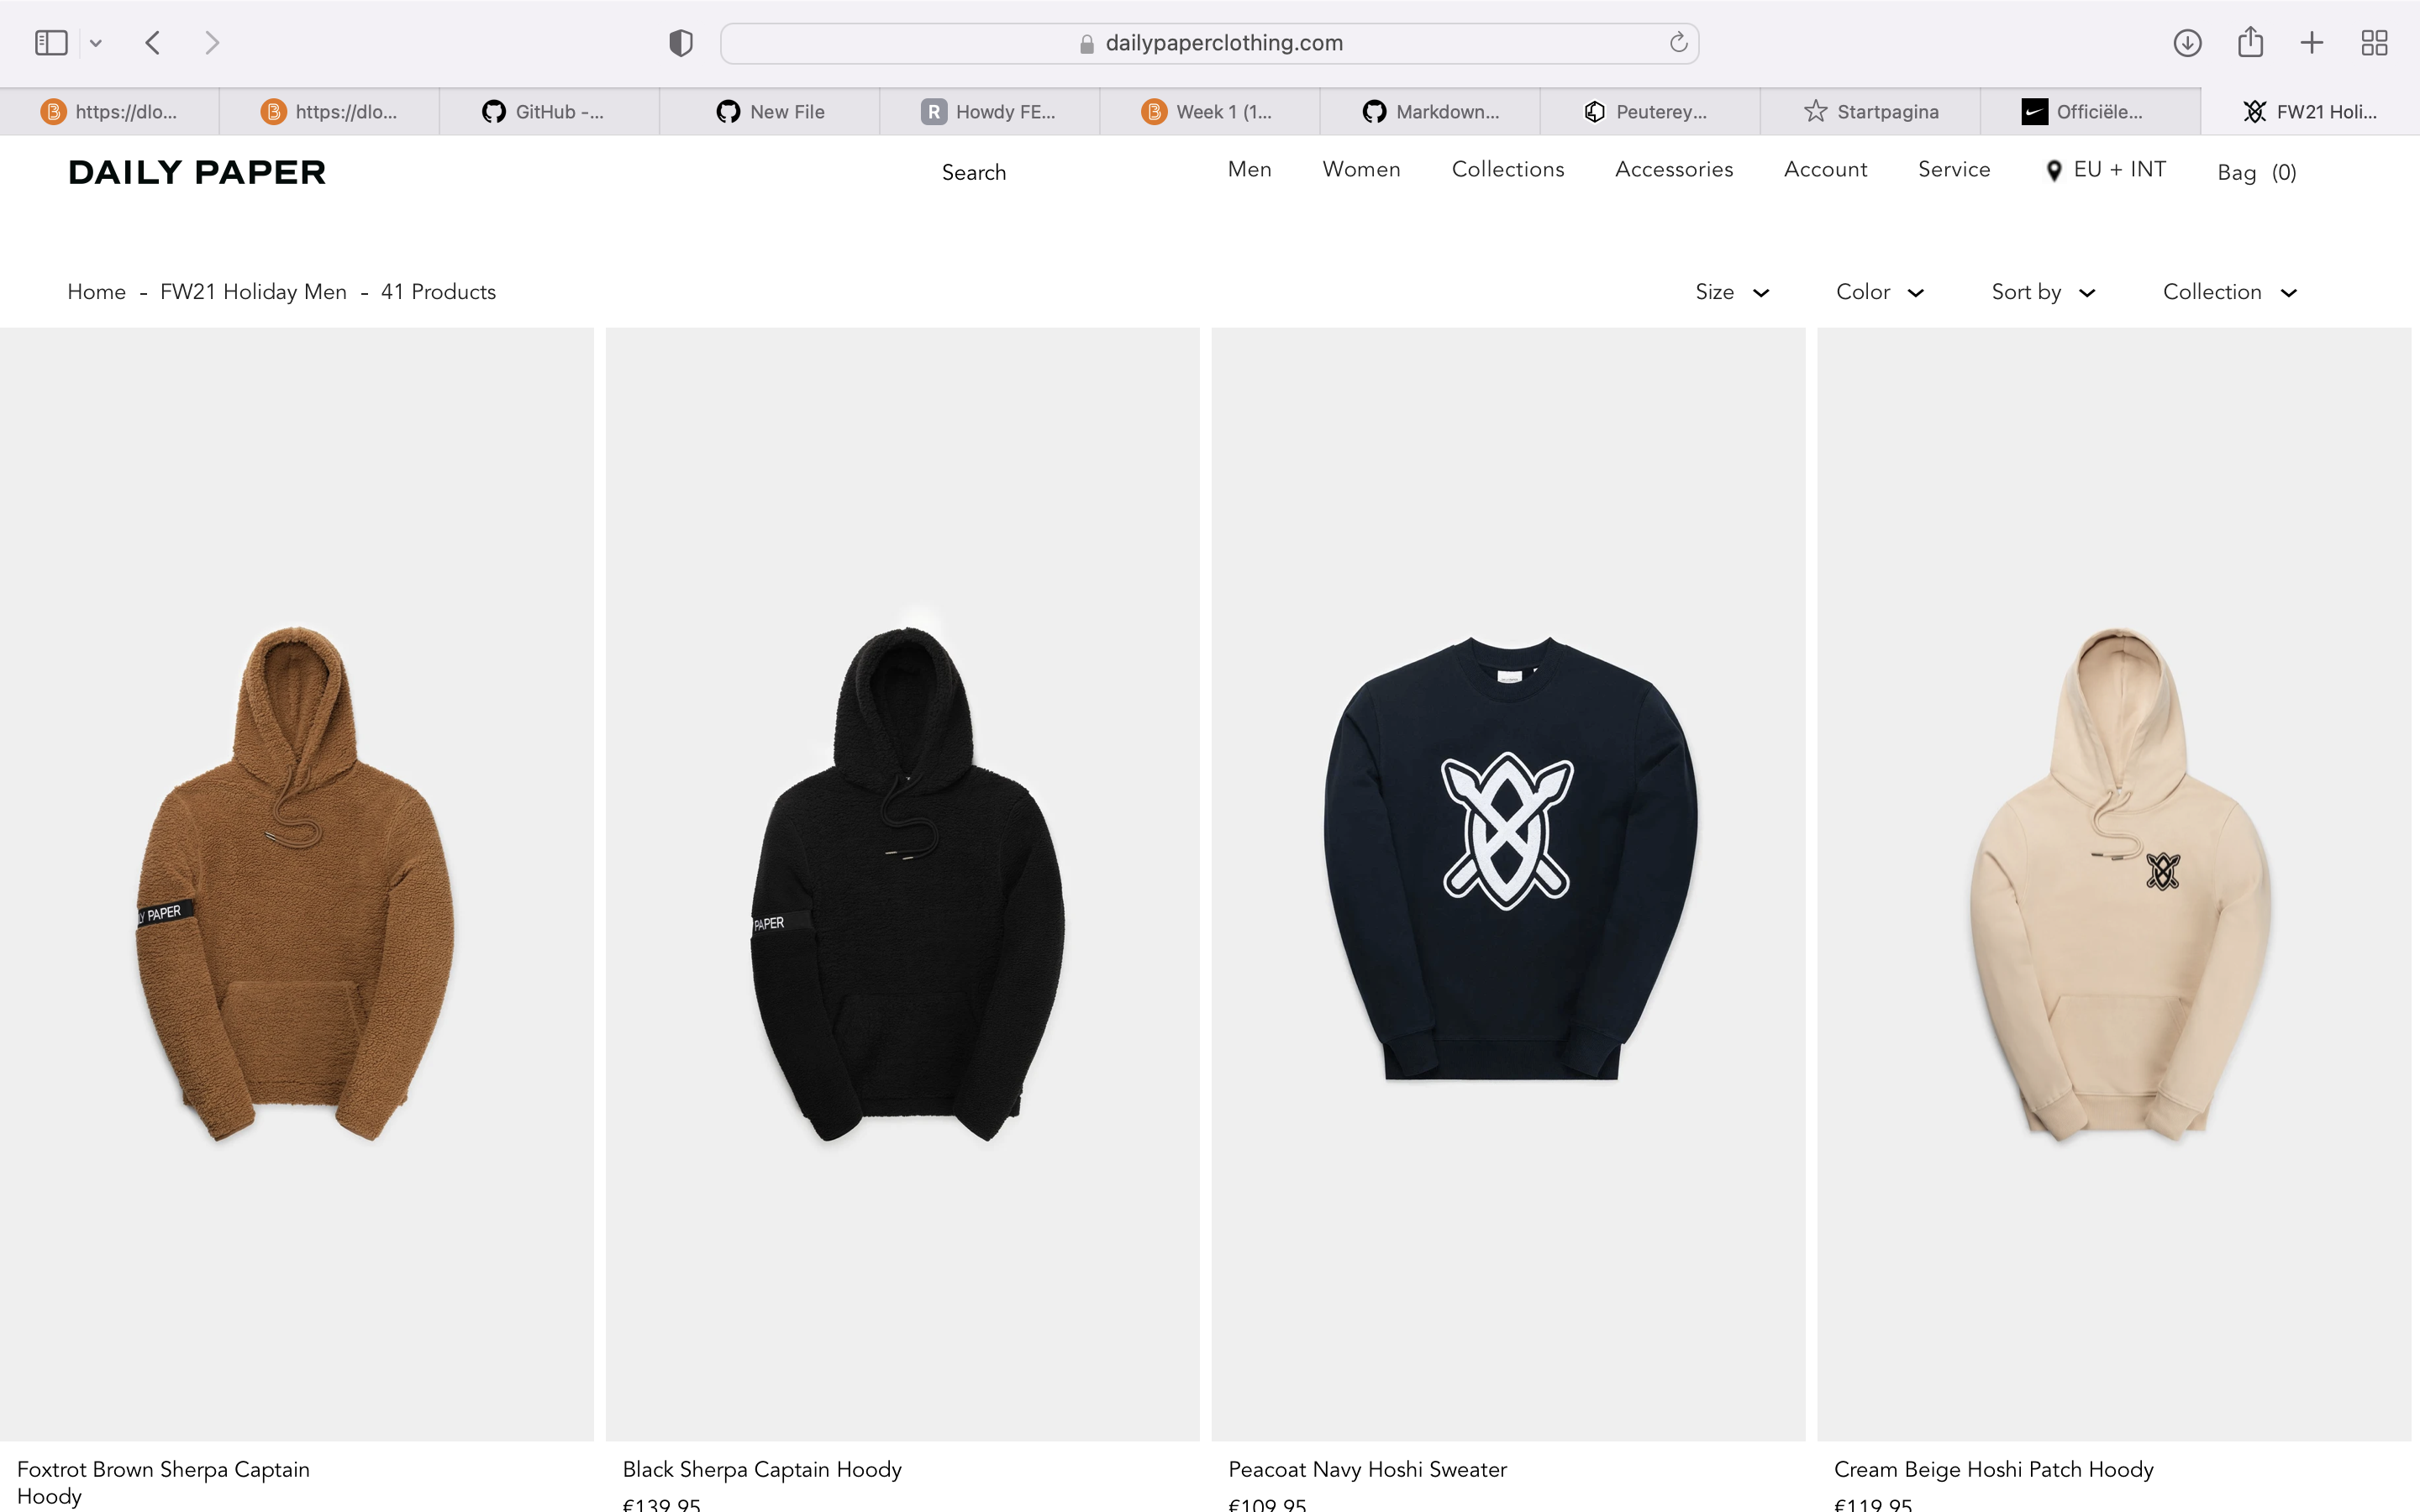 dailypaperclothing.com
https://dlo...
https://dlo...
GitHub -...
New File
R Howdy FE...
Week 1 (1...
Markdown...
Peuterey...
Startpagina
Officiële...
FW21 Holi...
DAILY PAPER
Search
Men
Women
Collections
Accessories
Account
Service
EU + INT
Bag (0)
Home - FW21 Holiday Men - 41 Products
Size
Color
Sort by
Collection
LY PAPER
PAPER
Foxtrot Brown Sherpa Captain
Hoody
Black Sherpa Captain Hoody
€139,95
Peacoat Navy Hoshi Sweater
€109,95
Cream Beige Hoshi Patch Hoody
€119,95